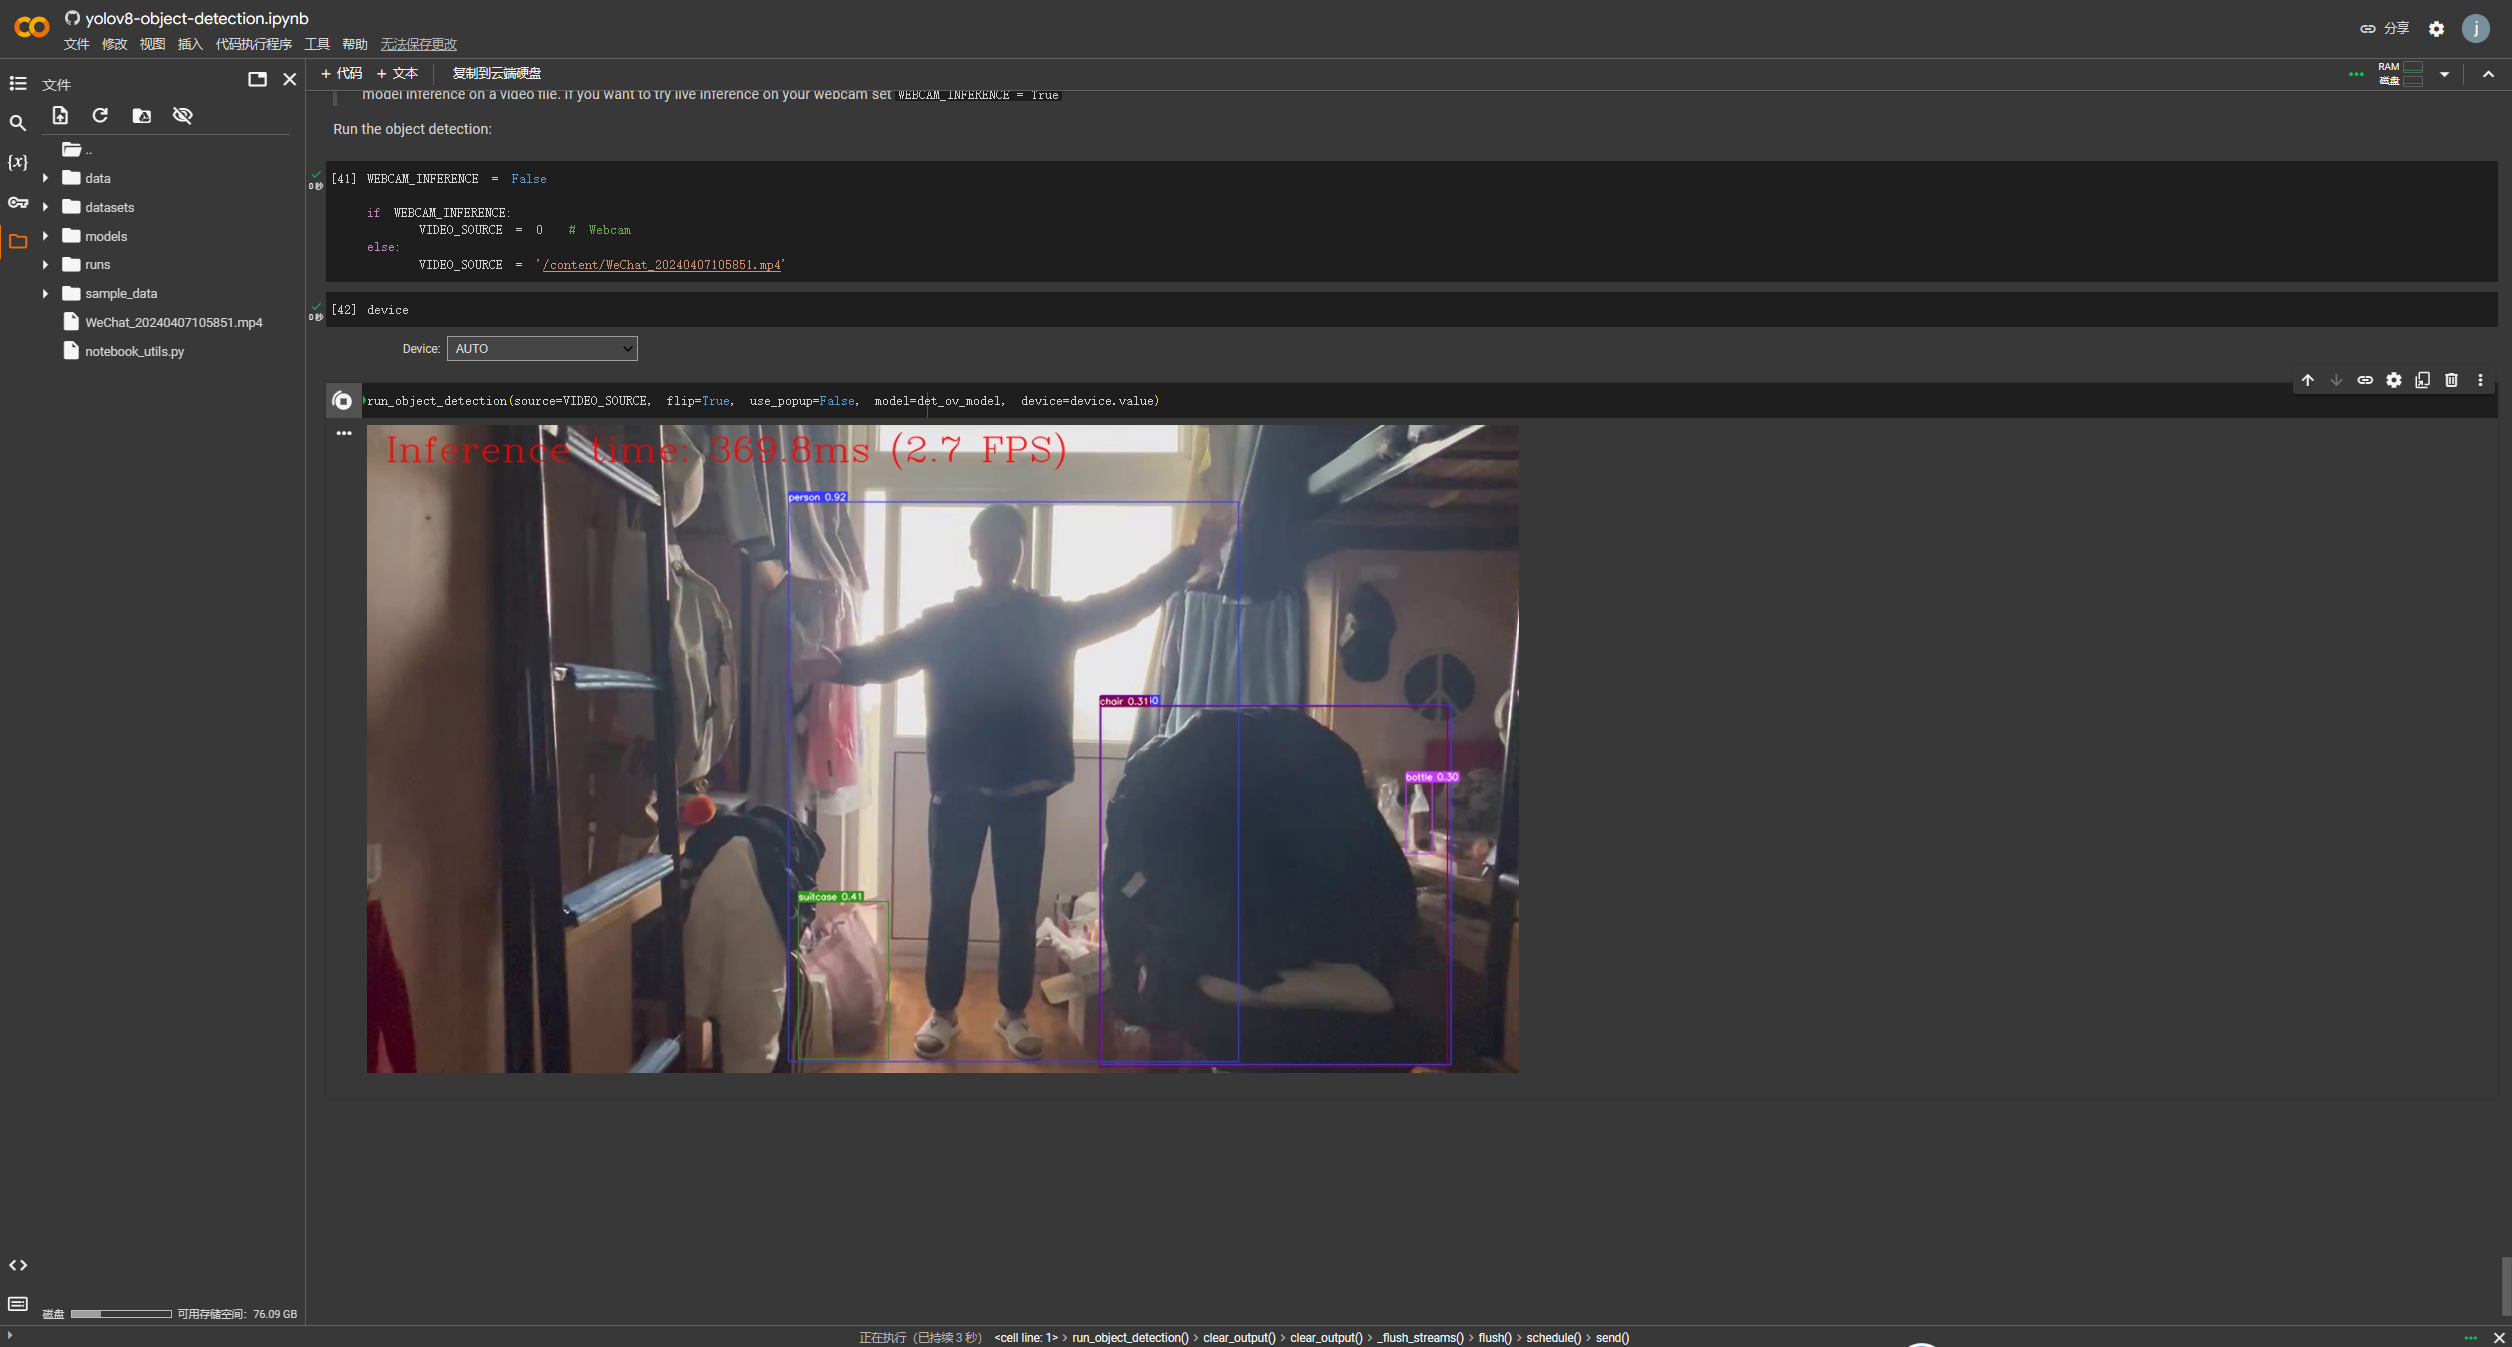 yolov8-object-detection.ipynb
文件 修改 视图 插入 代码执行程序 工具 帮助 无法保存更改
分享
j
文件
+ 代码 + 文本 复制到云端硬盘
RAM
磁盘
{x}
..
data
datasets
models
runs
sample_data
WeChat_20240407105851.mp4
notebook_utils.py
model inference on a video file. If you want to try live inference on your webcam set WEBCAM_INFERENCE = True
Run the object detection:
0 秒
[41] WEBCAM_INFERENCE = False
if WEBCAM_INFERENCE:
VIDEO_SOURCE = 0 # Webcam
else:
VIDEO_SOURCE = '/content/WeChat_20240407105851.mp4'
0 秒
[42] device
Device: AUTO
run_object_detection(source=VIDEO_SOURCE, flip=True, use_popup=False, model=det_ov_model, device=device.value)
Inference time: 369.8ms (2.7 FPS)
person 0.92
chair 0.31
bottle 0.30
suitcase 0.41
磁盘 可用存储空间: 76.09 GB
正在执行 (已持续 3 秒) <cell line: 1> > run_object_detection() > clear_output() > clear_output() > _flush_streams() > flush() > schedule() > send()